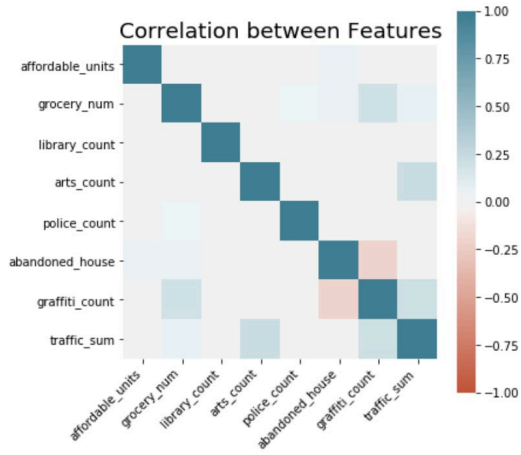 Correlation between Features
affordable_units
grocery_num
library_count
arts_count
police_count
abandoned_house
graffiti_count
traffic_sum
affordable_units
grocery_num
library_count
arts_count
police_count
abandoned_house
graffiti_count
traffic_sum
1.00
0.75
0.50
0.25
0.00
−0.25
−0.50
−0.75
−1.00